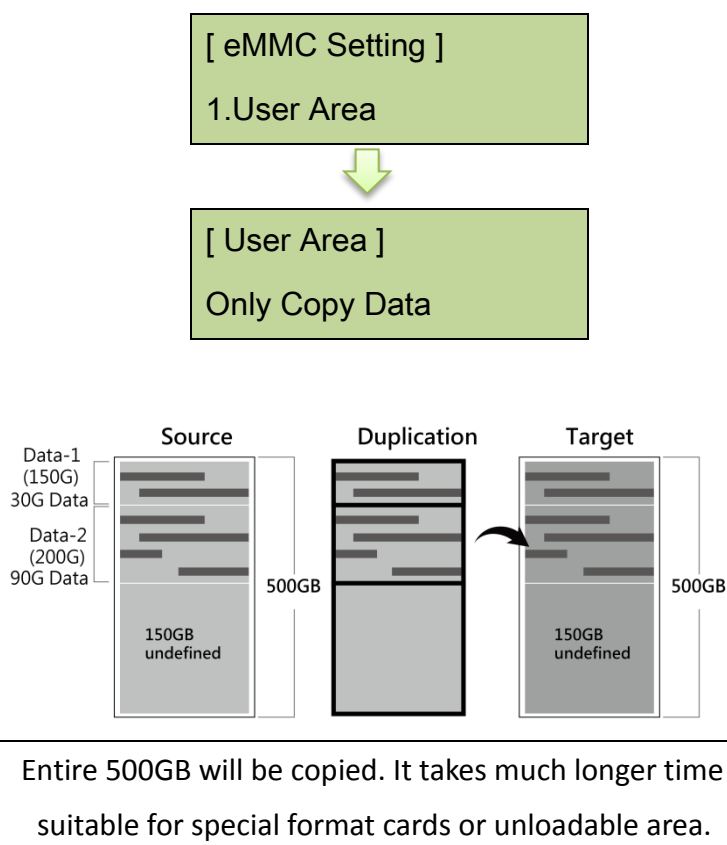 [ eMMC Setting ]
1.User Area
[ User Area ]
Only Copy Data
Source
Duplication
Target
Data-1
(150G)
30G Data
Data-2
(200G)
90G Data
500GB
500GB
150GB
undefined
150GB
undefined
Entire 500GB will be copied. It takes much longer time
suitable for special format cards or unloadable area.